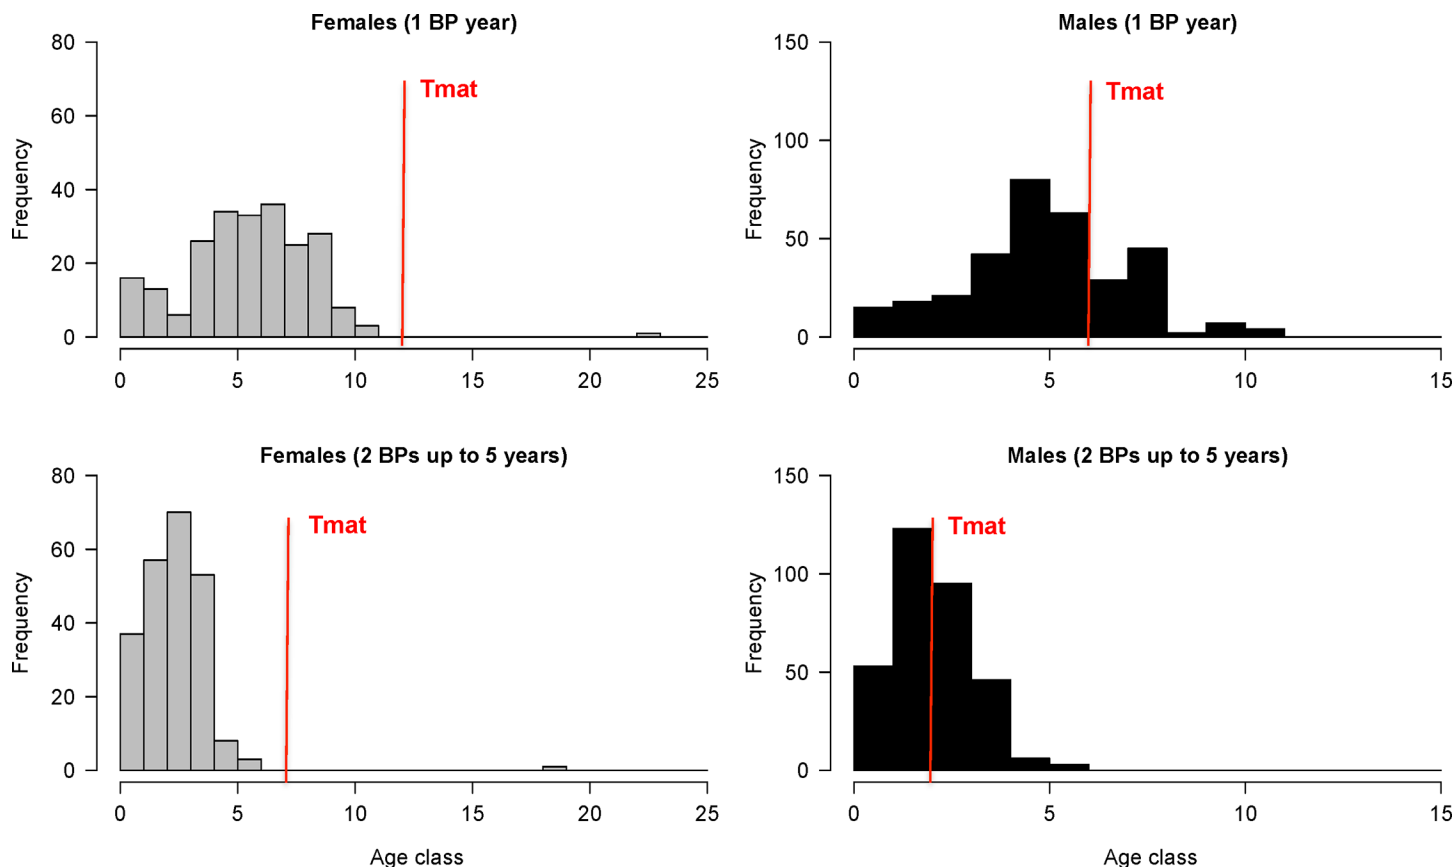 Females (1 BP year)
80
60
40
20
0
Frequency
Tmat
0 5 10 15 20 25
Males (1 BP year)
150
100
50
0
Frequency
Tmat
0 5 10 15
Females (2 BPs up to 5 years)
80
60
40
20
0
Frequency
Tmat
0 5 10 15 20 25
Age class
Males (2 BPs up to 5 years)
150
100
50
0
Frequency
Tmat
0 5 10 15
Age class